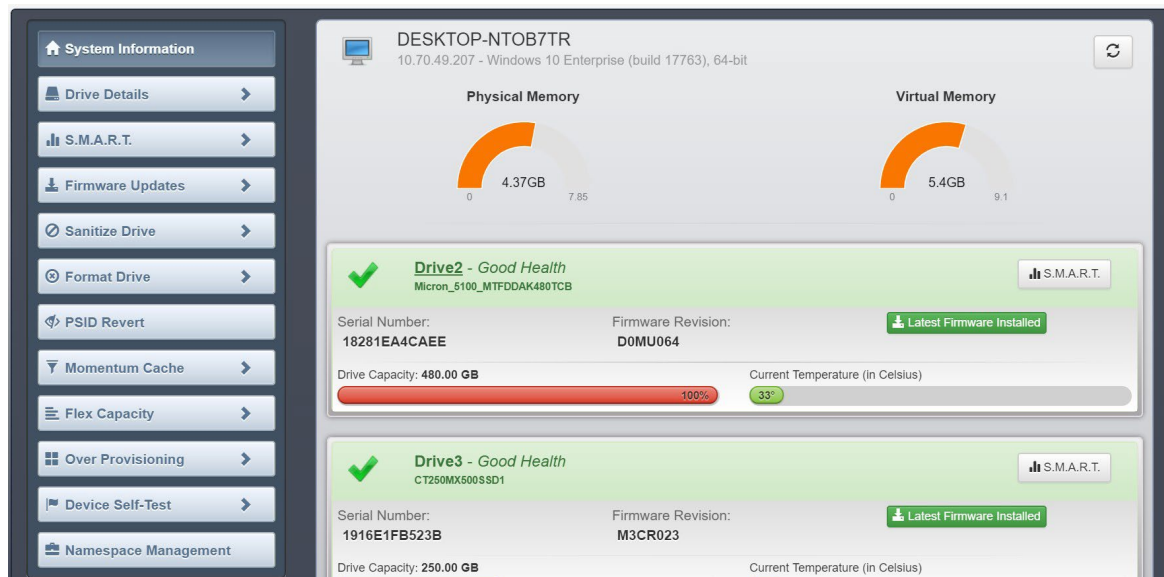 System Information
Drive Details
S.M.A.R.T.
Firmware Updates
Sanitize Drive
Format Drive
PSID Revert
Momentum Cache
Flex Capacity
Over Provisioning
Device Self-Test
Namespace Management
DESKTOP-NTOB7TR
10.70.49.207 - Windows 10 Enterprise (build 17763), 64-bit
Physical Memory
4.37GB
0 7.85
Virtual Memory
5.4GB
0 9.1
Drive2 - Good Health
Micron_5100_MTFDDAK480TCB
S.M.A.R.T.
Serial Number:
18281EA4CAEE
Firmware Revision:
D0MU064
Latest Firmware Installed
Drive Capacity: 480.00 GB
100%
Current Temperature (in Celsius)
33°
Drive3 - Good Health
CT250MX500SSD1
S.M.A.R.T.
Serial Number:
1916E1FB523B
Firmware Revision:
M3CR023
Latest Firmware Installed
Drive Capacity: 250.00 GB
Current Temperature (in Celsius)